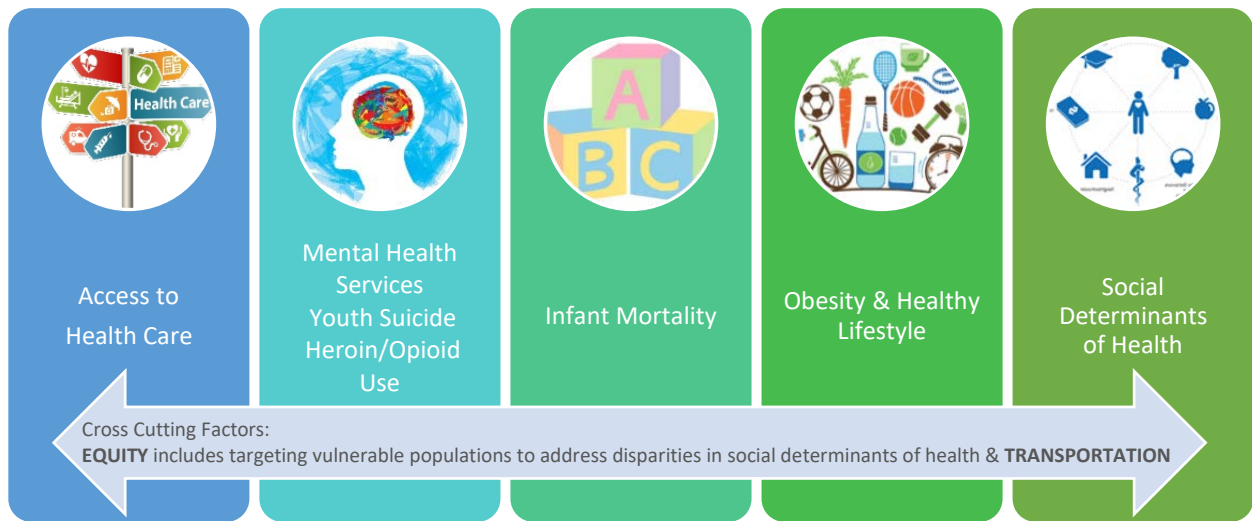 Health Care
A
B C
Access to
Health Care
Mental Health
Services
Youth Suicide
Heroin/Opioid
Use
Infant Mortality
Obesity & Healthy
Lifestyle
Social
Determinants
of Health
Cross Cutting Factors:
EQUITY includes targeting vulnerable populations to address disparities in social determinants of health & TRANSPORTATION